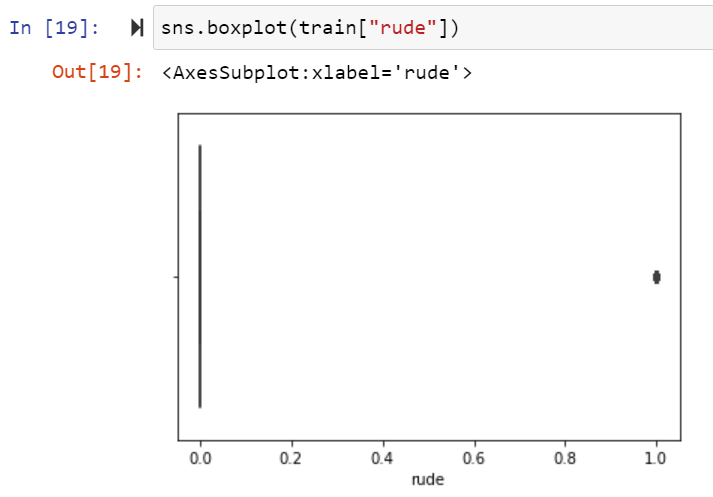 In [19]: sns.boxplot(train["rude"])
Out[19]: <AxesSubplot:xlabel='rude'>
0.0 0.2 0.4 0.6 0.8 1.0
rude